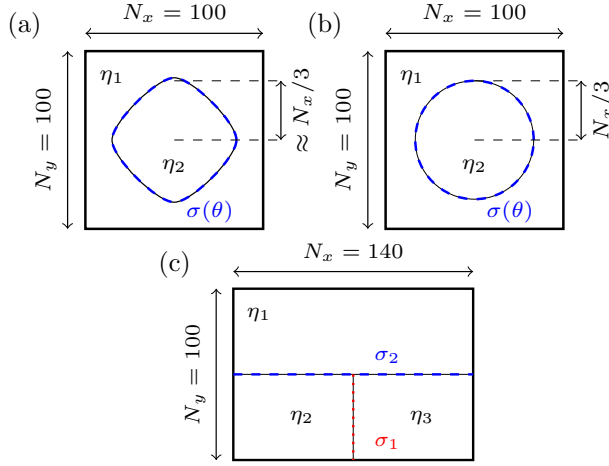 (a)
N_x = 100
N_y = 100
η_1
η_2
σ(θ)
≈ N_x/3
(b)
N_x = 100
N_y = 100
η_1
η_2
σ(θ)
N_x/3
(c)
N_x = 140
N_y = 100
η_1
σ_2
η_2
η_3
σ_1